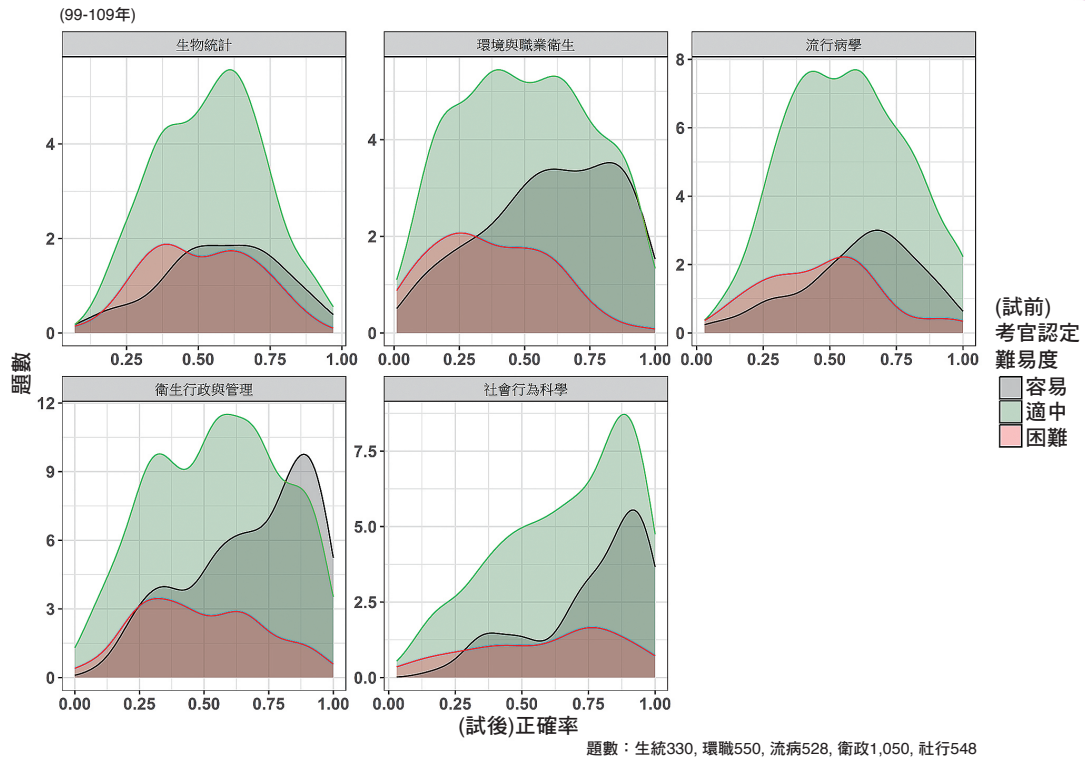 (99-109年)
生物統計
環境與職業衛生
流行病學
4
2
0
0.25 0.50 0.75 1.00
4
2
0
0.00 0.25 0.50 0.75 1.00
8
6
4
2
0
0.25 0.50 0.75 1.00
衛生行政與管理
社會行為科學
12
9
6
3
0
0.00 0.25 0.50 0.75 1.00
7.5
5.0
2.5
0.0
0.25 0.50 0.75 1.00
題數
(試後)正確率
(試前)
考官認定
難易度
容易
適中
困難
題數：生統330, 環職550, 流病528, 衛政1,050, 社行548